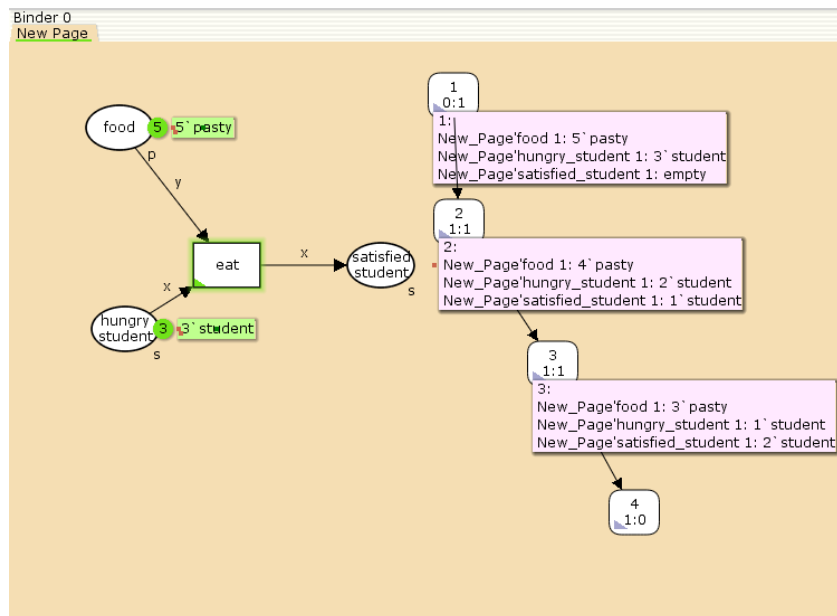 Binder 0
New Page
food
5
5`pasty
p
y
eat
x
satisfied
student
s
x
hungry
student
3
3`student
s
1
0:1
1:
New_Page'food 1: 5`pasty
New_Page'hungry_student 1: 3`student
New_Page'satisfied_student 1: empty
2
1:1
2:
New_Page'food 1: 4`pasty
New_Page'hungry_student 1: 2`student
New_Page'satisfied_student 1: 1`student
3
1:1
3:
New_Page'food 1: 3`pasty
New_Page'hungry_student 1: 1`student
New_Page'satisfied_student 1: 2`student
4
1:0